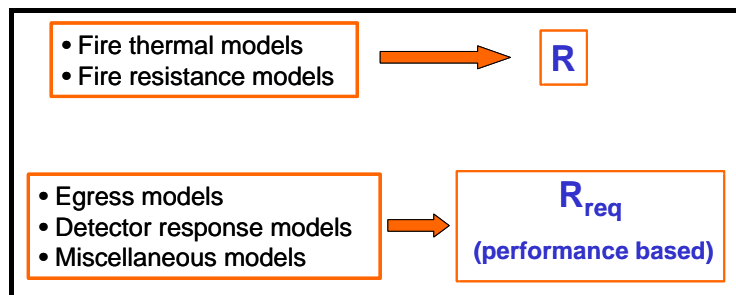 • Fire thermal models
• Fire resistance models
R
• Egress models
• Detector response models
• Miscellaneous models
Rreq
(performance based)